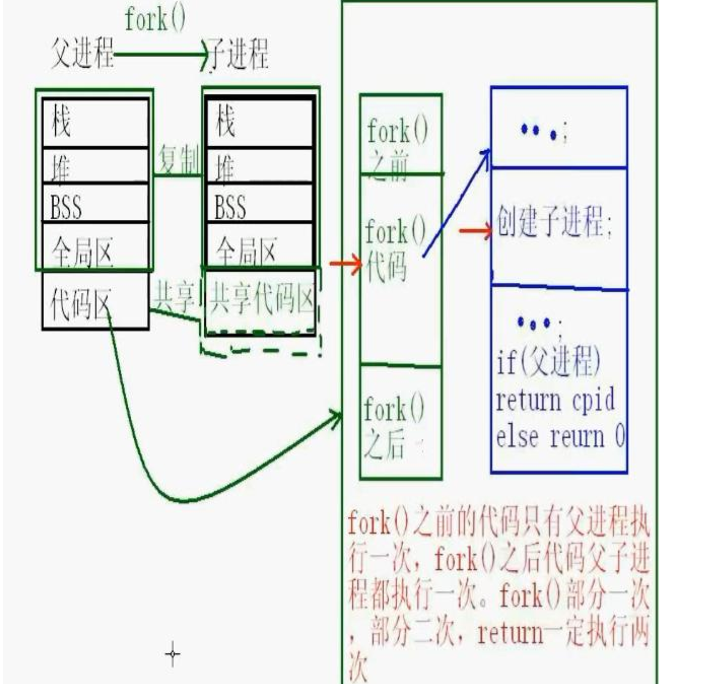 fork()
父进程
子进程
栈
堆
BSS
全局区
代码区
复制
共享
栈
堆
BSS
全局区
共享代码区
fork()
之前
fork()
代码
fork()
之后
•••;
创建子进程;
•••;
if(父进程)
return cpid
else reurn 0
fork()之前的代码只有父进程执
行一次，fork()之后代码父子进
程都执行一次。fork()部分一次
，部分二次，return一定执行两
次